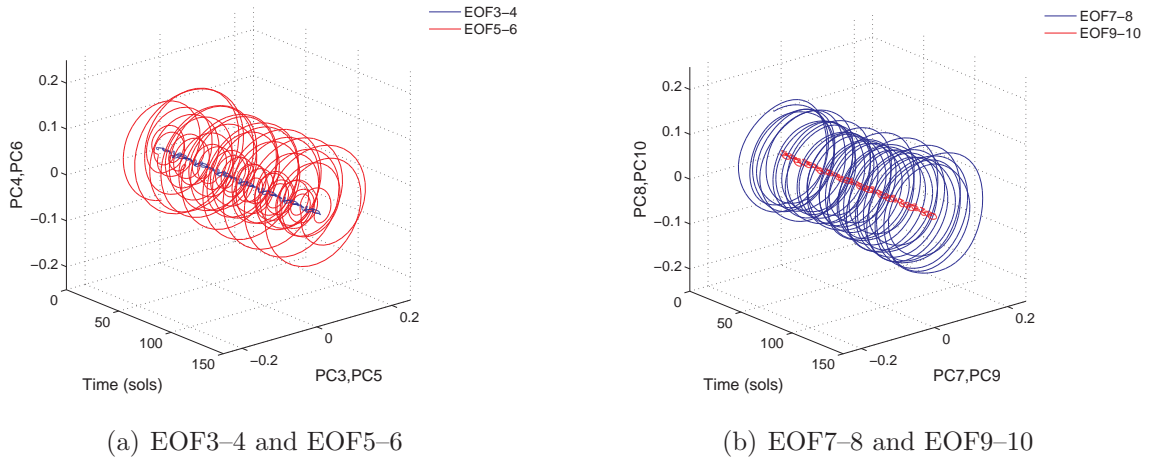 EOF3−4
EOF5−6
0.2
0.1
0
−0.1
−0.2
PC4,PC6
0
50
100
150
Time (sols)
−0.2
0
0.2
PC3,PC5
(a) EOF3–4 and EOF5–6
EOF7−8
EOF9−10
0.2
0.1
0
−0.1
−0.2
PC8,PC10
0
50
100
150
Time (sols)
−0.2
0
0.2
PC7,PC9
(b) EOF7–8 and EOF9–10